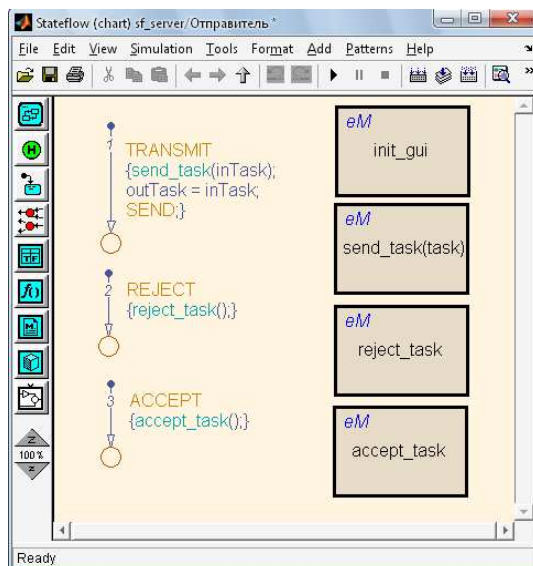 Stateflow (chart) sf_server/Отправитель *
File Edit View Simulation Tools Format Add Patterns Help
1
TRANSMIT
{send_task(inTask);
outTask = inTask;
SEND;}
2
REJECT
{reject_task();}
3
ACCEPT
{accept_task();}
eM
init_gui
eM
send_task(task)
eM
reject_task
eM
accept_task
H
TF
f()
M
Z
100 %
Z
Ready